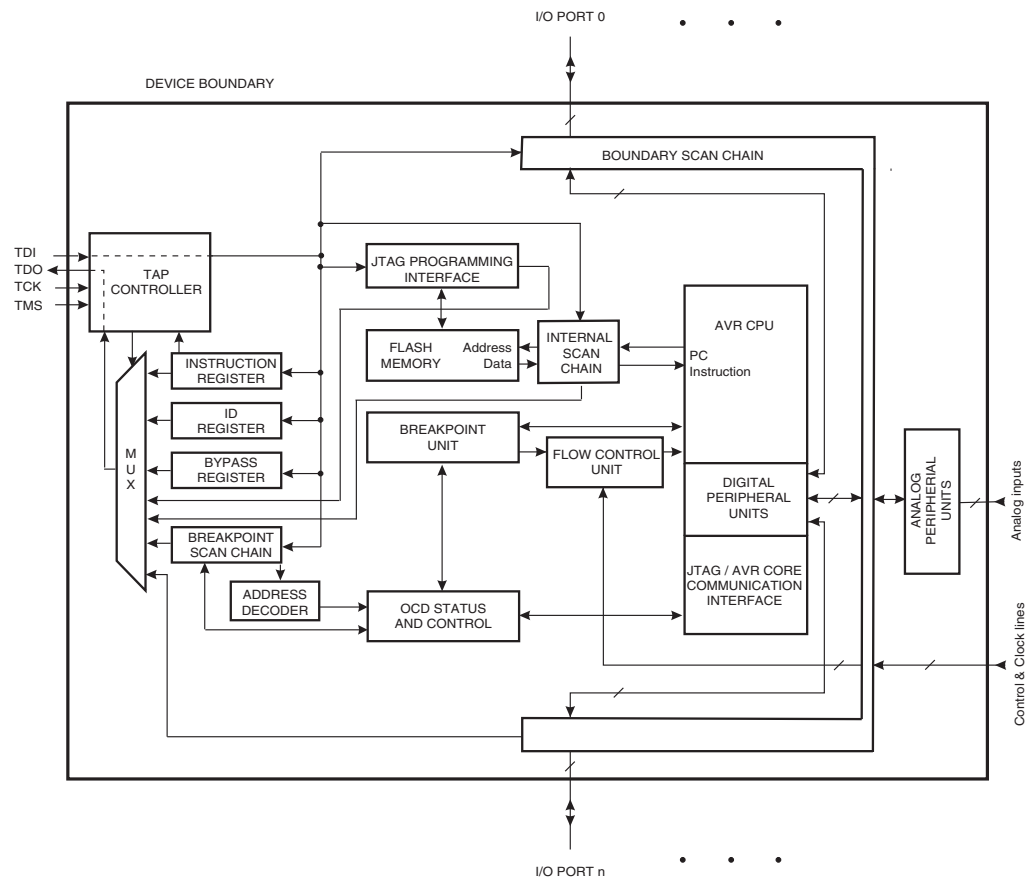 I/O PORT 0
DEVICE BOUNDARY
BOUNDARY SCAN CHAIN
TDI
TDO
TCK
TMS
TAP
CONTROLLER
JTAG PROGRAMMING
INTERFACE
AVR CPU
FLASH
MEMORY
Address
Data
INTERNAL
SCAN
CHAIN
PC
Instruction
INSTRUCTION
REGISTER
ID
REGISTER
BYPASS
REGISTER
MUX
BREAKPOINT
UNIT
FLOW CONTROL
UNIT
DIGITAL
PERIPHERAL
UNITS
ANALOG
PERIPHERIAL
UNITS
Analog inputs
BREAKPOINT
SCAN CHAIN
ADDRESS
DECODER
OCD STATUS
AND CONTROL
JTAG / AVR CORE
COMMUNICATION
INTERFACE
Control & Clock lines
I/O PORT n